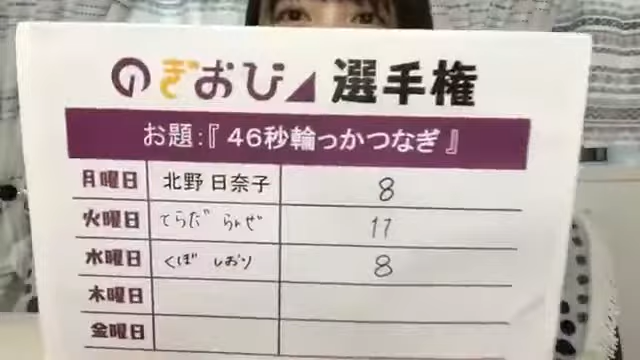 のぎおび 選手権
お題:『46秒輪っかつなぎ』
月曜日 北野 日奈子 8
火曜日 てらだ らんぜ 11
水曜日 くぼ しおり 8
木曜日
金曜日